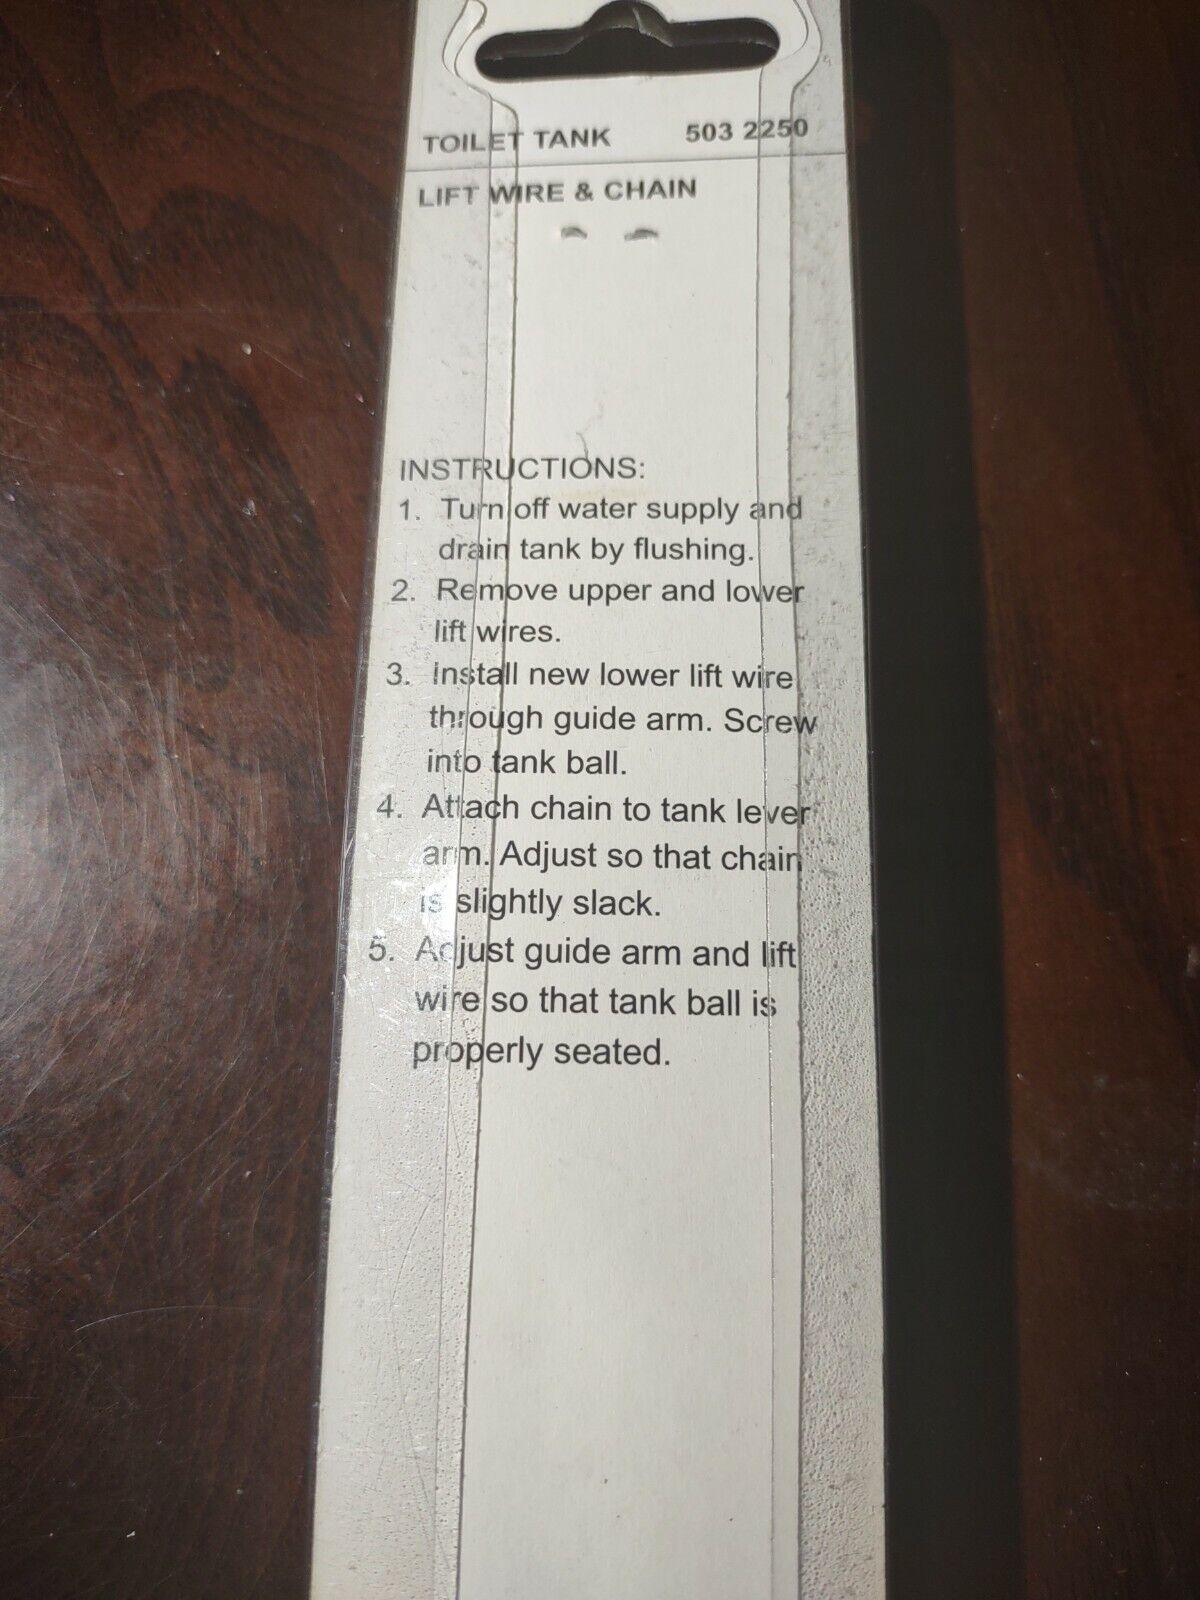 TOILET TANK 503 2250
LIFT WIRE & CHAIN
INSTRUCTIONS:
1. Turn off water supply and
drain tank by flushing.
2. Remove upper and lower
lift wires.
3. Install new lower lift wire
through guide arm. Screw
into tank ball.
4. Attach chain to tank lever
arm. Adjust so that chain
is slightly slack.
5. Adjust guide arm and lift
wire so that tank ball is
properly seated.